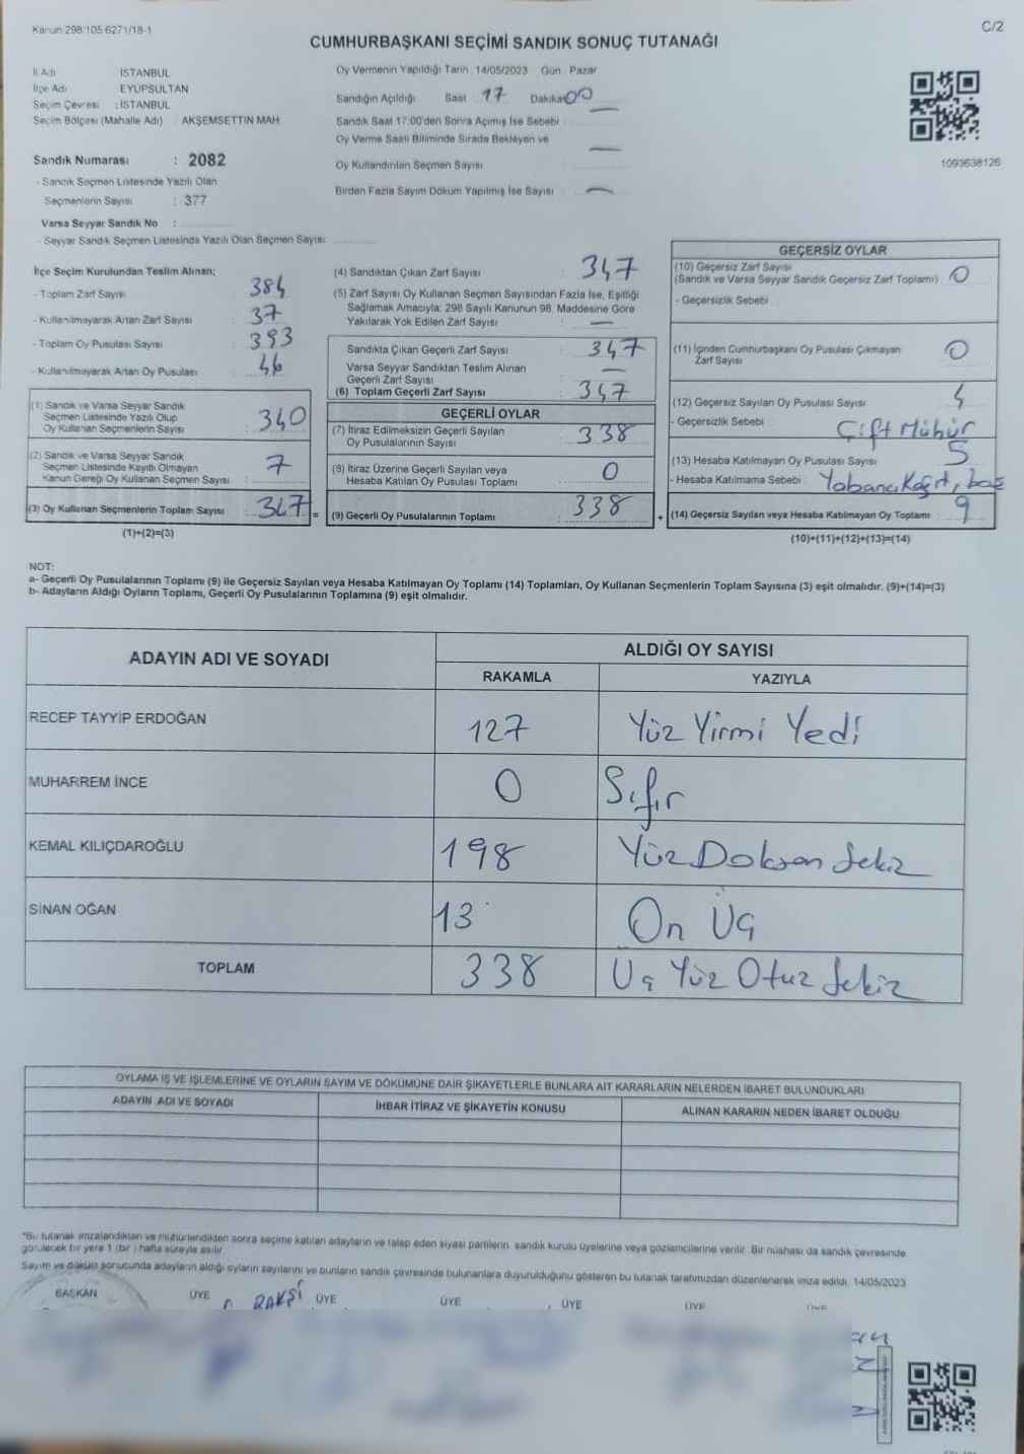 Kanun 298/105 6271/18-1
C/2
CUMHURBAŞKANI SEÇİMİ SANDIK SONUÇ TUTANAĞI
İl Adı : İSTANBUL
İlçe Adı : EYÜPSULTAN
Seçim Çevresi : İSTANBUL
Seçim Bölgesi (Mahalle Adı) : AKŞEMSETTİN MAH
Sandık Numarası : 2082
- Sandık Seçmen Listesinde Yazılı Olan
Seçmenlerin Sayısı : 377
Varsa Seyyar Sandık No :
- Seyyar Sandık Seçmen Listesinde Yazılı Olan Seçmen Sayısı:
Oy Vermenin Yapıldığı Tarih : 14/05/2023 Gün : Pazar
Sandığın Açıldığı Saat 17 Dakika 00
Sandık Saat 17:00'den Sonra Açılmış İse Sebebi
Oy Verme Saati Bitiminde Sırada Bekleyen ve
Oy Kullandırılan Seçmen Sayısı
Birden Fazla Sayım Döküm Yapılmış İse Sayısı
1093638126
İlçe Seçim Kurulundan Teslim Alınan;
- Toplam Zarf Sayısı 384
- Kullanılmayarak Artan Zarf Sayısı 37
- Toplam Oy Pusulası Sayısı 393
- Kullanılmayarak Artan Oy Pusulası 46
(1) Sandık ve Varsa Seyyar Sandık
Seçmen Listesinde Yazılı Olup
Oy Kullanan Seçmenlerin Sayısı 340
(2) Sandık ve Varsa Seyyar Sandık
Seçmen Listesinde Kayıtlı Olmayan
Kanun Gereği Oy Kullanan Seçmen Sayısı 7
(3) Oy Kullanan Seçmenlerin Toplam Sayısı 347 =
(1)+(2)=(3)
(4) Sandıktan Çıkan Zarf Sayısı 347
(5) Zarf Sayısı Oy Kullanan Seçmen Sayısından Fazla İse, Eşitliği
Sağlamak Amacıyla; 298 Sayılı Kanunun 98. Maddesine Göre
Yakılarak Yok Edilen Zarf Sayısı
Sandıkta Çıkan Geçerli Zarf Sayısı 347
Varsa Seyyar Sandıktan Teslim Alınan
Geçerli Zarf Sayısı
(6) Toplam Geçerli Zarf Sayısı 347
GEÇERLİ OYLAR
(7) İtiraz Edilmeksizin Geçerli Sayılan
Oy Pusulalarının Sayısı 338
(8) İtiraz Üzerine Geçerli Sayılan veya
Hesaba Katılan Oy Pusulası Toplamı 0
(9) Geçerli Oy Pusulalarının Toplamı 338 +
GEÇERSİZ OYLAR
(10) Geçersiz Zarf Sayısı
(Sandık ve Varsa Seyyar Sandık Geçersiz Zarf Toplamı) 0
- Geçersizlik Sebebi
(11) İçinden Cumhurbaşkanı Oy Pusulası Çıkmayan
Zarf Sayısı 0
(12) Geçersiz Sayılan Oy Pusulası Sayısı 4
- Geçersizlik Sebebi Çift Mühür
(13) Hesaba Katılmayan Oy Pusulası Sayısı 5
- Hesaba Katılmama Sebebi Yabancı Kağıt, boş
(14) Geçersiz Sayılan veya Hesaba Katılmayan Oy Toplamı 9
(10)+(11)+(12)+(13)=(14)
NOT:
a- Geçerli Oy Pusulalarının Toplamı (9) ile Geçersiz Sayılan veya Hesaba Katılmayan Oy Toplamı (14) Toplamları, Oy Kullanan Seçmenlerin Toplam Sayısına (3) eşit olmalıdır. (9)+(14)=(3)
b- Adayların Aldığı Oyların Toplamı, Geçerli Oy Pusulalarının Toplamına (9) eşit olmalıdır.
ADAYIN ADI VE SOYADI
ALDIĞI OY SAYISI
RAKAMLA YAZIYLA
RECEP TAYYİP ERDOĞAN 127 Yüz Yirmi Yedi
MUHARREM İNCE 0 Sıfır
KEMAL KILIÇDAROĞLU 198 Yüz Doksan Sekiz
SİNAN OĞAN 13 On Üç
TOPLAM 338 Üç Yüz Otuz Sekiz
OYLAMA İŞ VE İŞLEMLERİNE VE OYLARIN SAYIM VE DÖKÜMÜNE DAİR ŞİKAYETLERLE BUNLARA AİT KARARLARIN NELERDEN İBARET BULUNDUKLARI
ADAYIN ADI VE SOYADI İHBAR İTİRAZ VE ŞİKAYETİN KONUSU ALINAN KARARIN NEDEN İBARET OLDUĞU
*Bu tutanak imzalandıktan ve mühürlendikten sonra seçime katılan adayların ve talep eden siyasi partilerin sandık kurulu üyelerine veya gözlemcilerine verilir. Bir nüshası da sandık çevresinde
görülecek bir yere 1 (bir) hafta süreyle asılır.
Sayım ve döküm sonucunda adayların aldığı oyların sayılarını ve bunların sandık çevresinde bulunanlara duyurulduğunu gösteren bu tutanak tarafımızdan düzenlenerek imza edildi. 14/05/2023
BAŞKAN ÜYE ÜYE ÜYE ÜYE ÜYE ÜYE